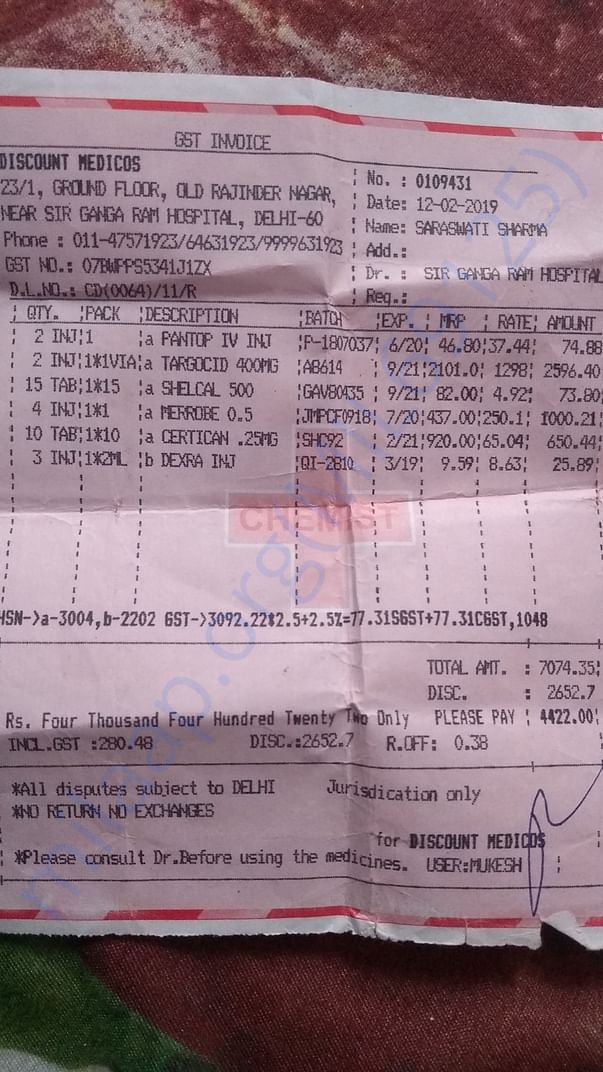 GST INVOICE
DISCOUNT MEDICOS
23/1, GROUND FLOOR, OLD RAJINDER NAGAR,
NEAR SIR GANGA RAM HOSPITAL, DELHI-60
Phone : 011-47571923/64631923/9999631923
GST NO.: 07BWPPS5341J1ZX
D.L.NO.: CD(0064)/11/R
No. : 0109431
Date: 12-02-2019
Name: SARASWATI SHARMA
Add.:
Dr. : SIR GANGA RAM HOSPITAL
Reg.:
QTY. PACK DESCRIPTION BATCH EXP. MRP RATE AMOUNT
2 INJ 1 a PANTOP IV INJ P-1807037 6/20 46.80 37.44 74.88
2 INJ 1*1VIA a TARGOCID 400MG A8614 9/21 2101.0 1298 2596.40
15 TAB 1*15 a SHELCAL 500 GAV80435 9/21 82.00 4.92 73.80
4 INJ 1*1 a MERROBE 0.5 JMPCF0918 7/20 437.00 250.1 1000.21
10 TAB 1*10 a CERTICAN .25MG SHC92 2/21 920.00 65.04 650.44
3 INJ 1*2ML b DEXRA INJ QI-2810 3/19 9.59 8.63 25.89
CHEMIST
HSN->a-3004,b-2202 GST->3092.22*2.5+2.5%=77.31SGST+77.31CGST,1048
TOTAL AMT. : 7074.35
DISC. : 2652.7
Rs. Four Thousand Four Hundred Twenty Two Only PLEASE PAY 4422.00
INCL.GST :280.48 DISC.:2652.7 R.OFF: 0.38
*All disputes subject to DELHI Jurisdication only
*NO RETURN NO EXCHANGES
for DISCOUNT MEDICOS
*Please consult Dr.Before using the medicines. USER:MUKESH